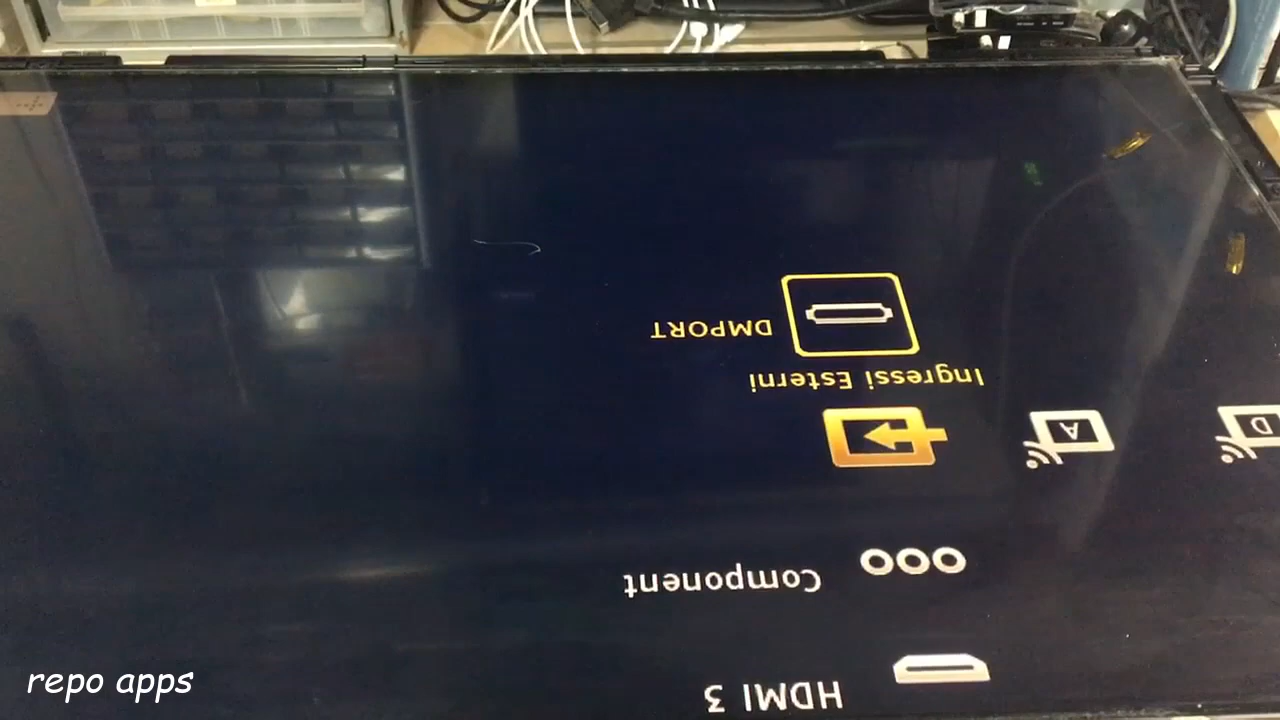 HDMI 3
Component
A
D
Ingressi Esterni
DMPORT
repo apps